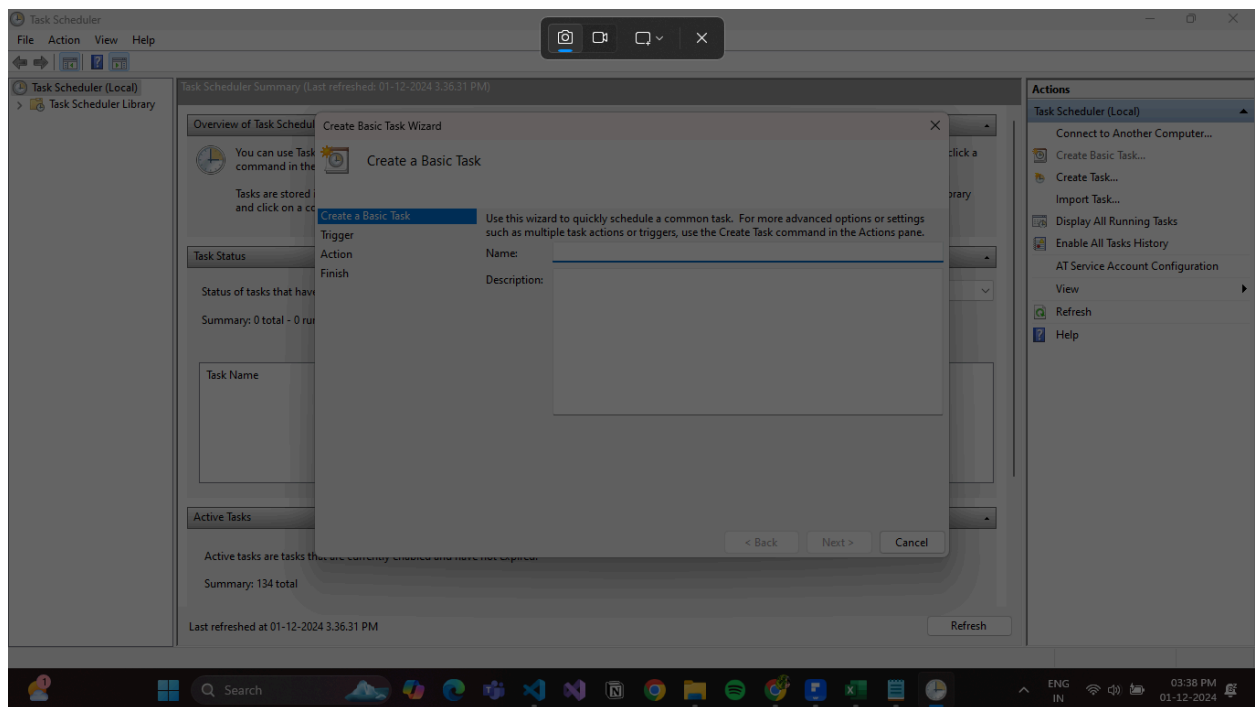 Task Scheduler
File Action View Help
Task Scheduler (Local)
Task Scheduler Library
Task Scheduler Summary (Last refreshed: 01-12-2024 3.36.31 PM)
Overview of Task Schedul
You can use Task
command in the
click a
Tasks are stored i
and click on a co
brary
Task Status
Status of tasks that have
Summary: 0 total - 0 rur
Task Name
Active Tasks
Active tasks are tasks that are currently enabled and have not expired.
Summary: 134 total
Last refreshed at 01-12-2024 3.36.31 PM
Refresh
Create Basic Task Wizard
Create a Basic Task
Create a Basic Task
Trigger
Action
Finish
Use this wizard to quickly schedule a common task. For more advanced options or settings
such as multiple task actions or triggers, use the Create Task command in the Actions pane.
Name:
Description:
< Back
Next >
Cancel
Actions
Task Scheduler (Local)
Connect to Another Computer...
Create Basic Task...
Create Task...
Import Task...
Display All Running Tasks
Enable All Tasks History
AT Service Account Configuration
View
Refresh
Help
1
Search
ENG
IN
03:38 PM
01-12-2024